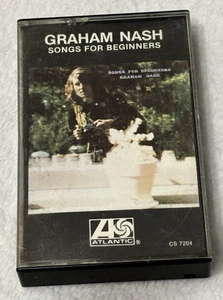 GRAHAM NASH
SONGS FOR BEGINNERS
SONGS FOR BEGINNERS
GRAHAM NASH
ATLANTIC®
CS 7204